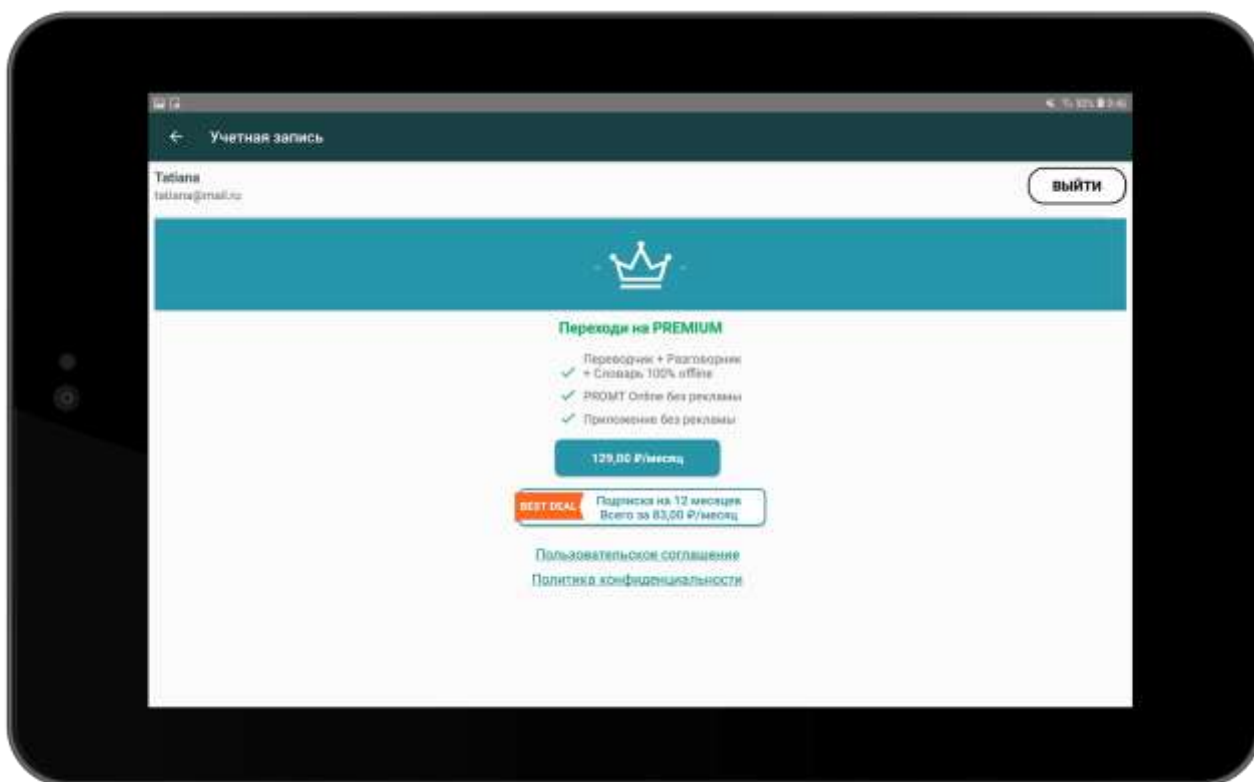 Учетная запись
Tatiana
tatiana@mail.ru
ВЫЙТИ
Переходи на PREMIUM
Переводчик + Разговорник
+ Словарь 100% offline
PROMT Online без рекламы
Приложение без рекламы
129,00 ₽/месяц
BEST DEAL
Подписка на 12 месяцев
Всего за 83,00 ₽/месяц
Пользовательское соглашение
Политика конфиденциальности